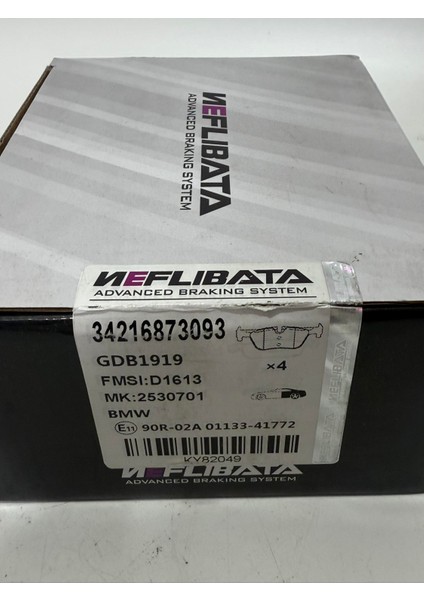 NEFLIBATA
ADVANCED BRAKING SYSTEM
NEFLIBATA
ADVANCED BRAKING SYSTEM
34216873093
GDB1919
×4
FMSI:D1613
MK:2530701
BMW
E11 90R-02A 01133-41772
KY82049
NEFLIBATA
ADVANCED BRAKING SYSTEM